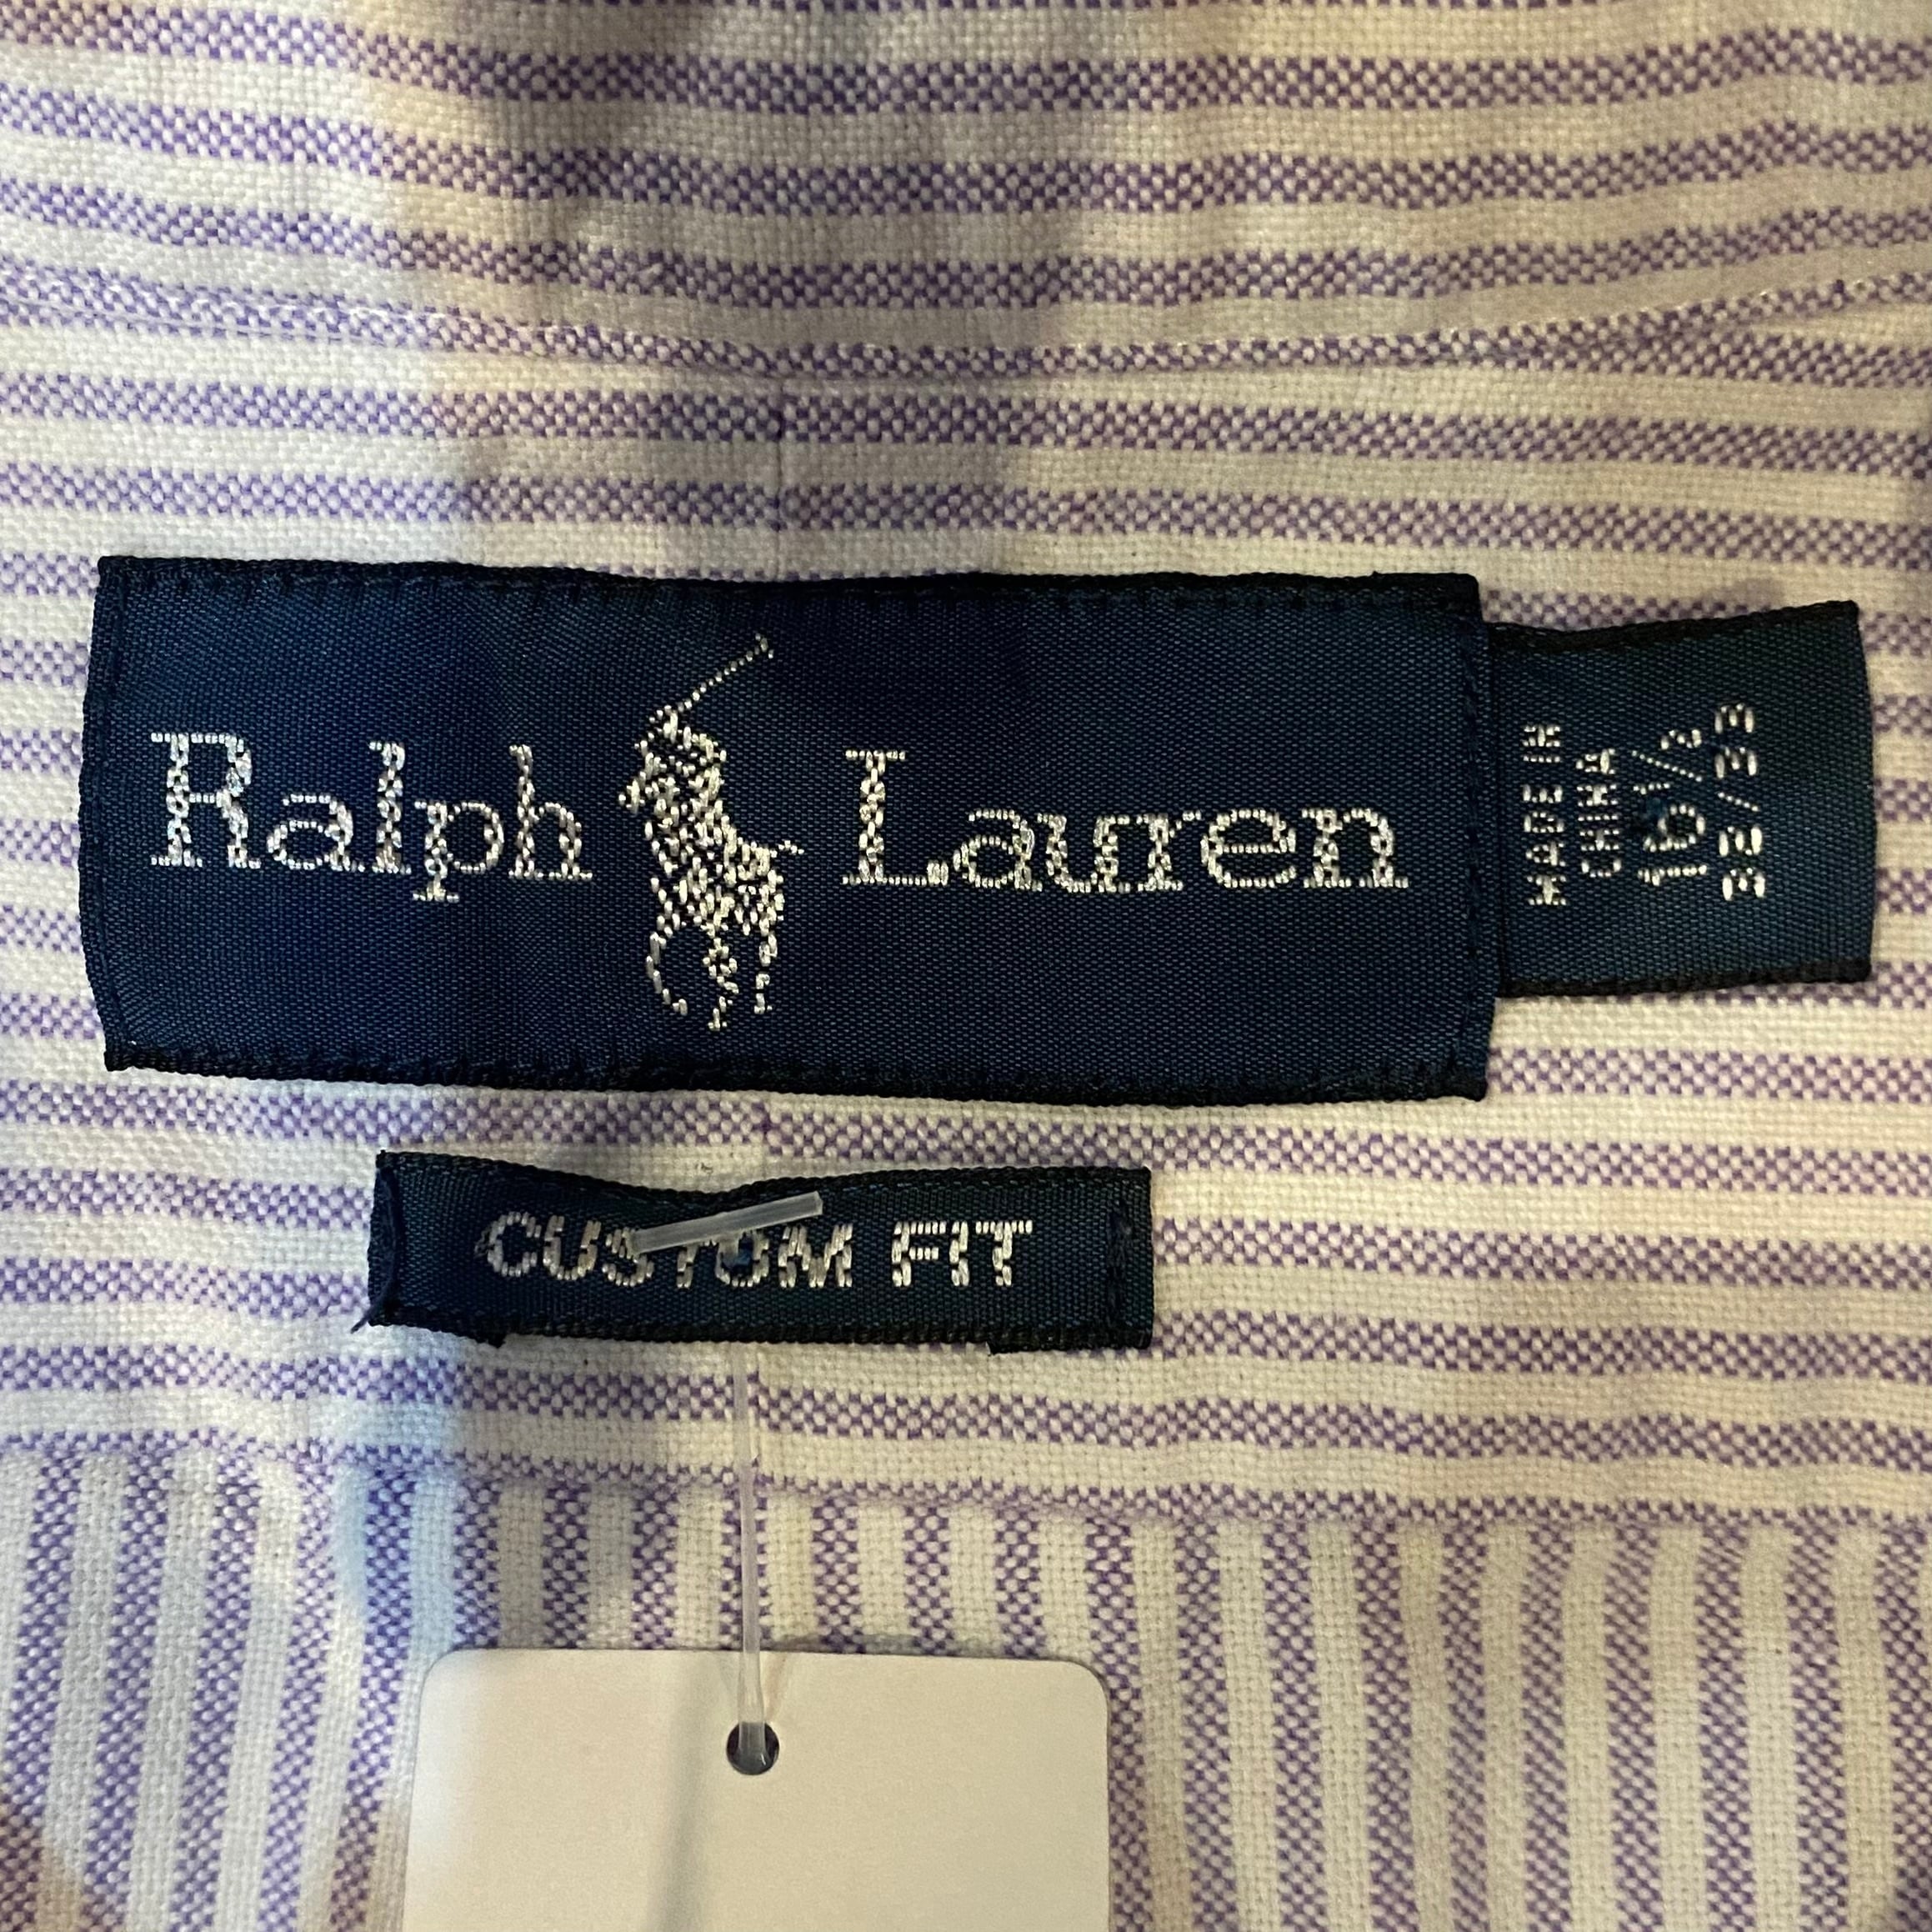 Ralph Lauren
MADE IN
CHINA
16 1/2
32/33
CUSTOM FIT